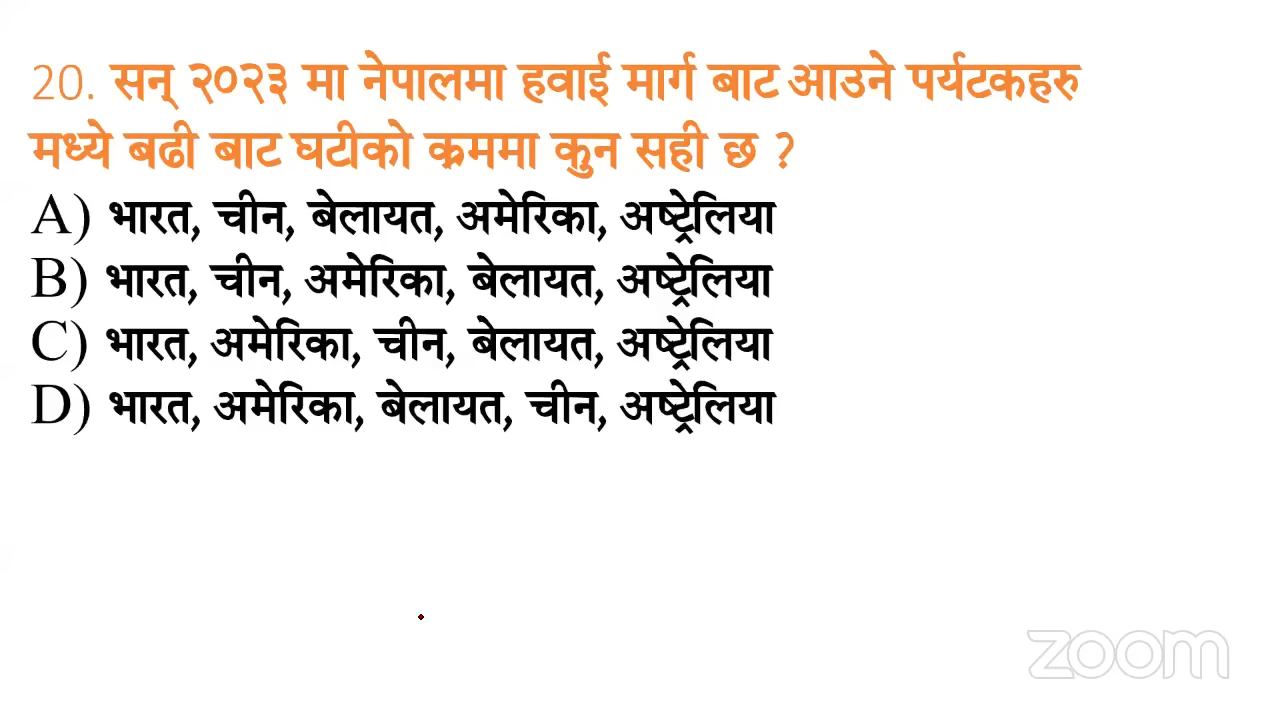 20. सन् २०२३ मा नेपालमा हवाई मार्ग बाट आउने पर्यटकहरु
मध्ये बढी बाट घटीको क्रममा कुन सही छ ?
A) भारत, चीन, बेलायत, अमेरिका, अष्ट्रेलिया
B) भारत, चीन, अमेरिका, बेलायत, अष्ट्रेलिया
C) भारत, अमेरिका, चीन, बेलायत, अष्ट्रेलिया
D) भारत, अमेरिका, बेलायत, चीन, अष्ट्रेलिया
zoom